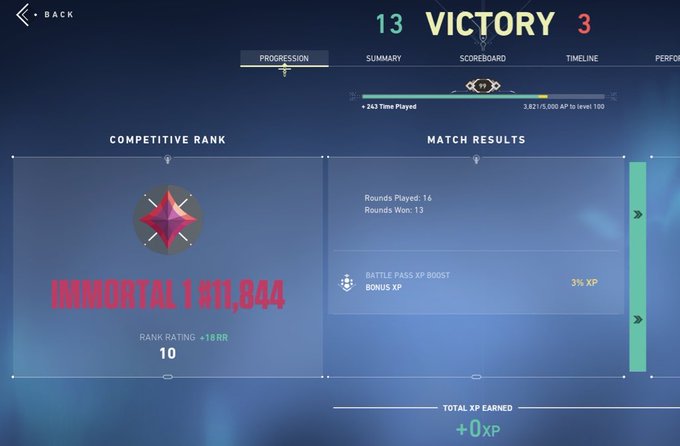 BACK
13 VICTORY 3
PROGRESSION SUMMARY SCOREBOARD TIMELINE PERFO
99
+ 243 Time Played 3,821/5,000 AP to level 100
COMPETITIVE RANK
MATCH RESULTS
Rounds Played: 16
Rounds Won: 13
BATTLE PASS XP BOOST
BONUS XP
3% XP
IMMORTAL 1 #11,844
RANK RATING +18RR
10
TOTAL XP EARNED
+0XP